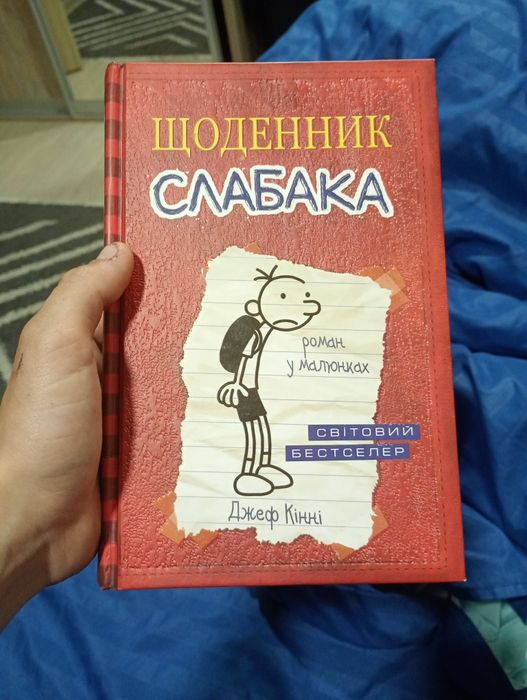 ЩОДЕННИК
СЛАБАКА
роман
у малюнках
СВІТОВИЙ
БЕСТСЕЛЕР
Джеф Кінні